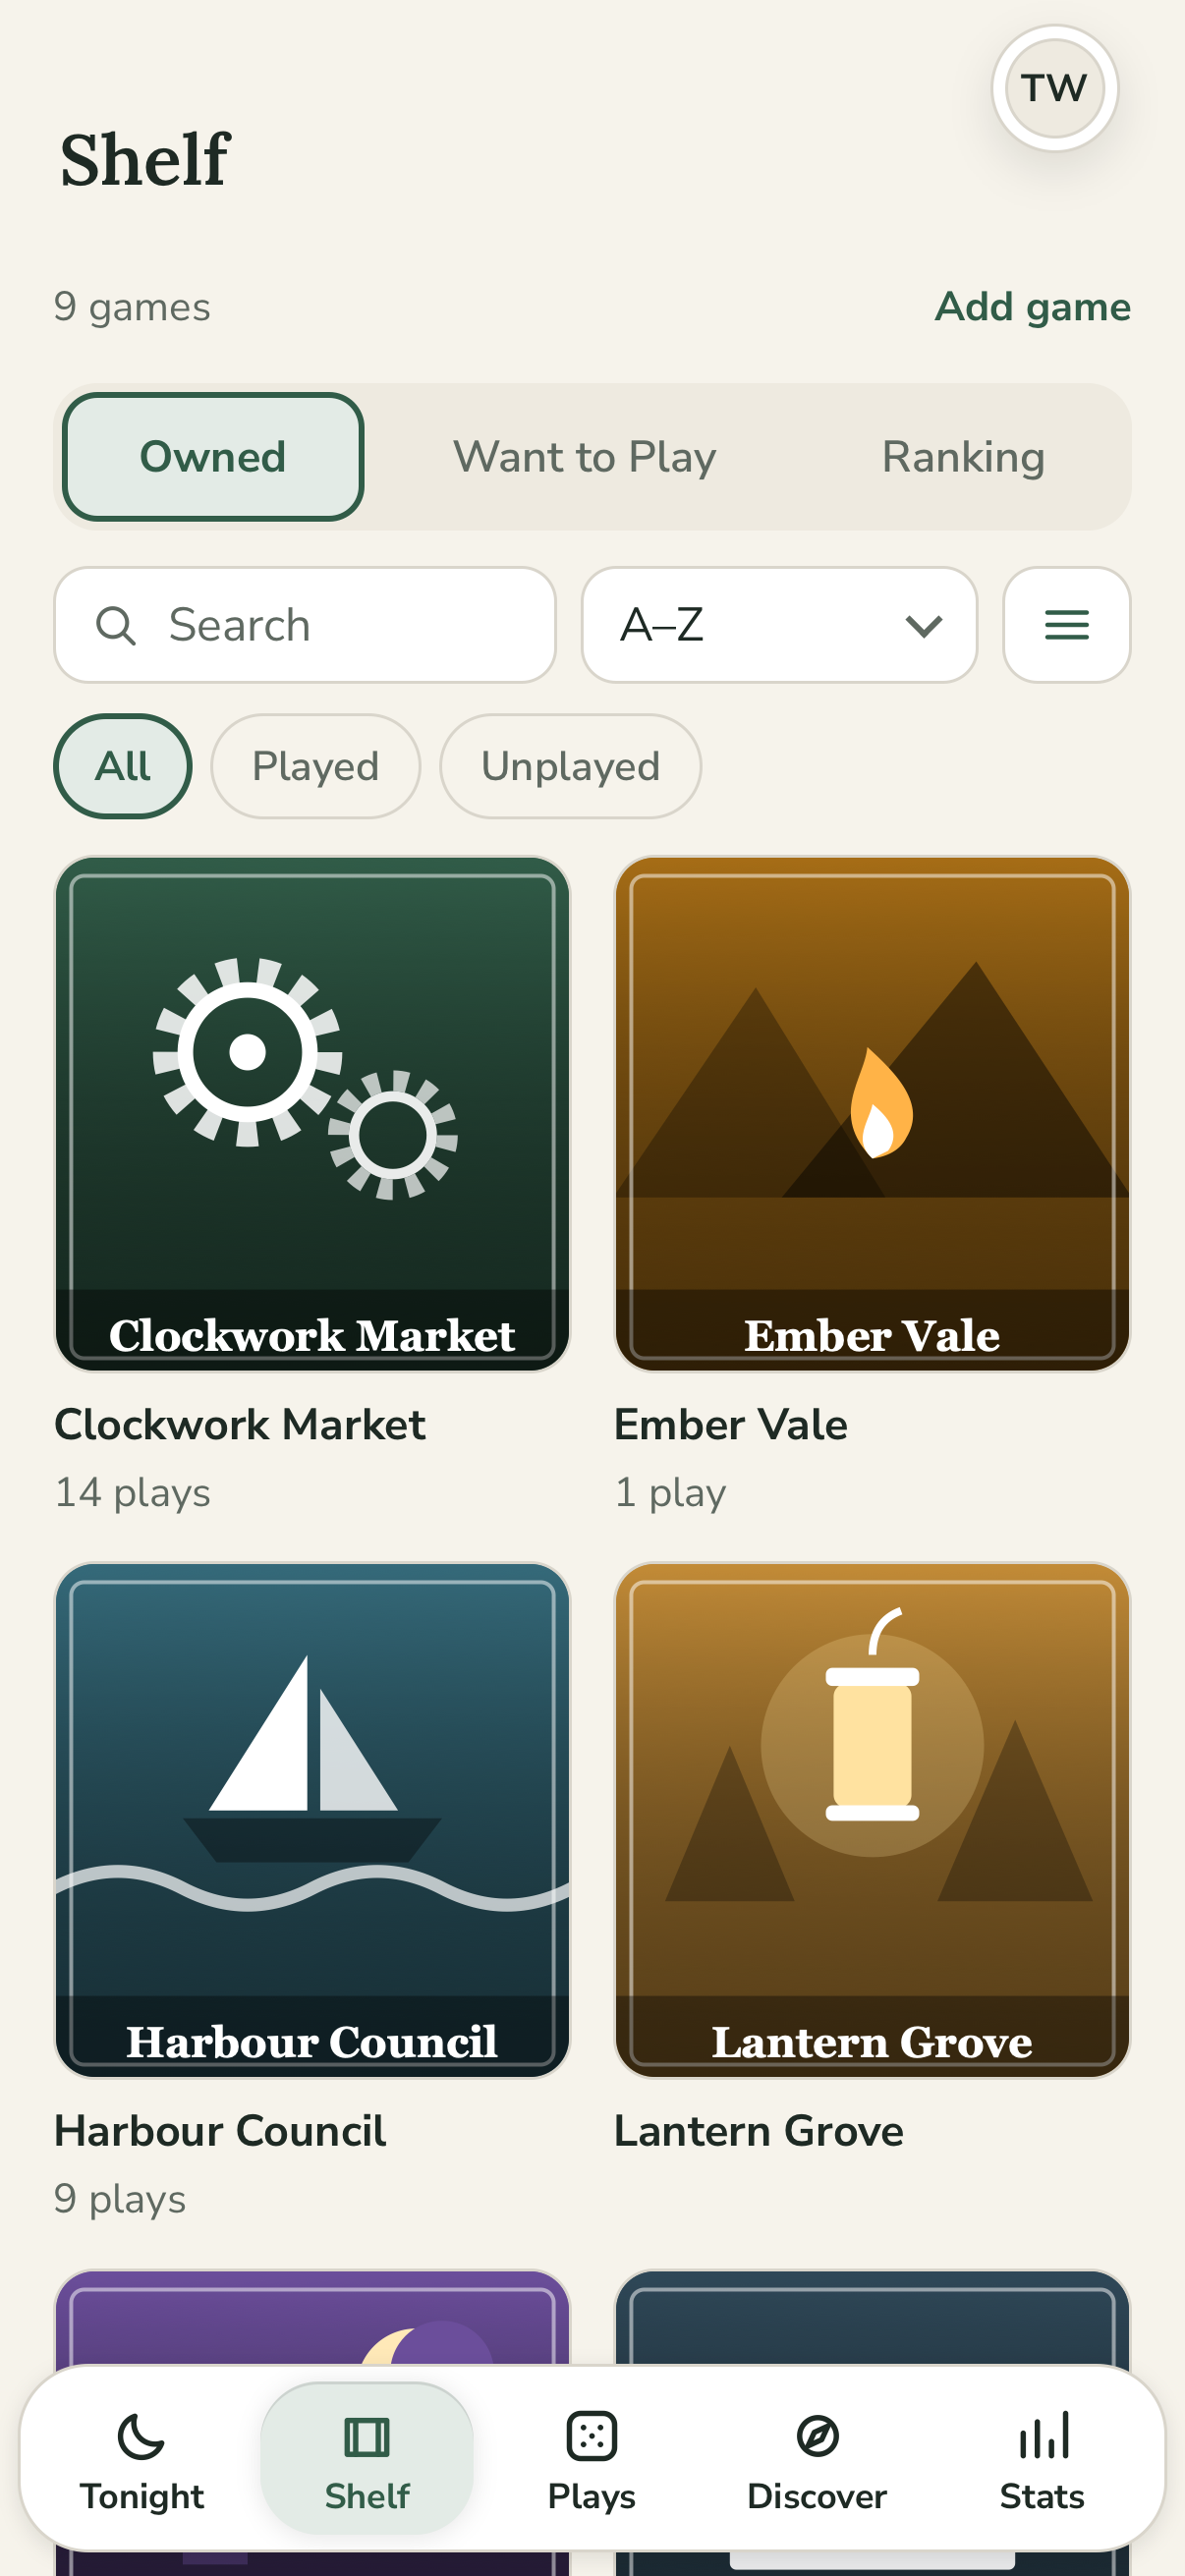 TW
Shelf
9 games
Add game
Owned
Want to Play
Ranking
Search
A–Z
All
Played
Unplayed
Clockwork Market
Ember Vale
Clockwork Market
Ember Vale
14 plays
1 play
Harbour Council
Lantern Grove
Harbour Council
Lantern Grove
9 plays
Tonight
Shelf
Plays
Discover
Stats